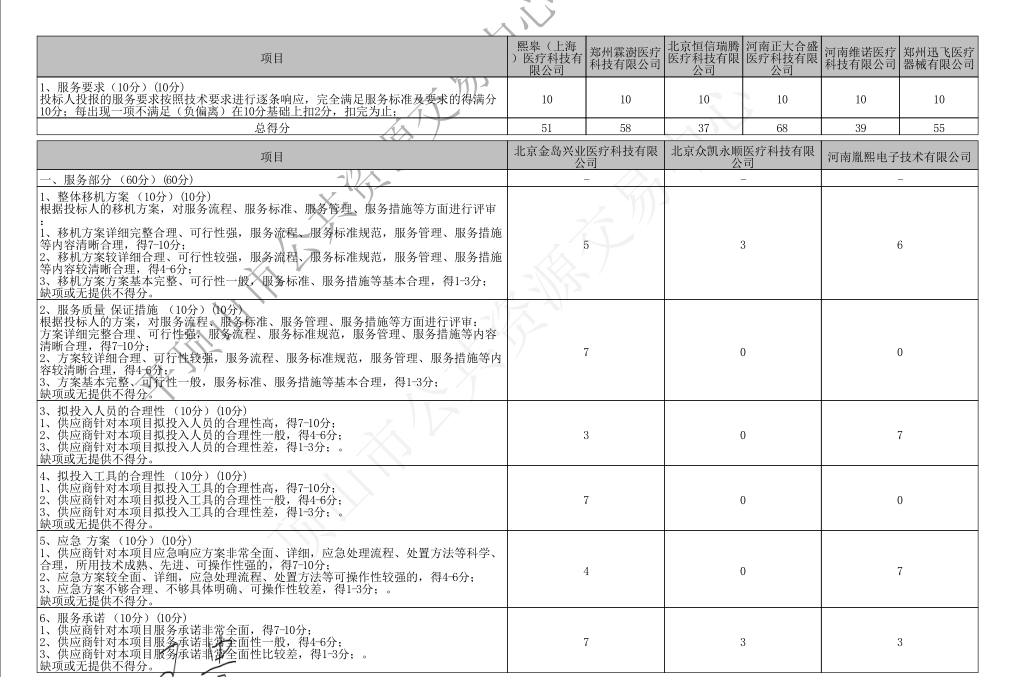 项目
熙皋（上海
）医疗科技有
限公司
郑州霖澍医疗
科技有限公司
北京恒信瑞腾
医疗科技有限
公司
河南正大合盛
医疗科技有限
公司
河南维诺医疗
科技有限公司
郑州迅飞医疗
器械有限公司
1、服务要求（10分）(10分)
投标人投报的服务要求按照技术要求进行逐条响应，完全满足服务标准及要求的得满分
10分；每出现一项不满足（负偏离）在10分基础上扣2分，扣完为止；
10 10 10 10 10 10
总得分 51 58 37 68 39 55
项目
北京金岛兴业医疗科技有限
公司
北京众凯永顺医疗科技有限
公司
河南胤熙电子技术有限公司
一、服务部分（60分）(60分) － － －
1、整体移机方案 （10分）(10分)
根据投标人的移机方案，对服务流程、服务标准、服务管理、服务措施等方面进行评审
：
1、移机方案详细完整合理、可行性强，服务流程、服务标准规范，服务管理、服务措施
等内容清晰合理，得7-10分；
2、移机方案较详细合理、可行性较强，服务流程、服务标准规范，服务管理、服务措施
等内容较清晰合理，得4-6分；
3、移机方案方案基本完整、可行性一般，服务标准、服务措施等基本合理，得1-3分；
缺项或无提供不得分。
5 3 6
2、服务质量 保证措施 （10分）(10分)
根据投标人的方案，对服务流程、服务标准、服务管理、服务措施等方面进行评审：
方案详细完整合理、可行性强，服务流程、服务标准规范，服务管理、服务措施等内容
清晰合理，得7-10分；
2、方案较详细合理、可行性较强，服务流程、服务标准规范，服务管理、服务措施等内
容较清晰合理，得4-6分；
3、方案基本完整、可行性一般，服务标准、服务措施等基本合理，得1-3分；
缺项或无提供不得分。
7 0 0
3、拟投入人员的合理性 （10分）(10分)
1、供应商针对本项目拟投入人员的合理性高，得7-10分；
2、供应商针对本项目拟投入人员的合理性一般，得4-6分；
3、供应商针对本项目拟投入人员的合理性差，得1-3分；。
缺项或无提供不得分。
3 0 7
4、拟投入工具的合理性 （10分）(10分)
1、供应商针对本项目拟投入工具的合理性高，得7-10分；
2、供应商针对本项目拟投入工具的合理性一般，得4-6分；
3、供应商针对本项目拟投入工具的合理性差，得1-3分；。
缺项或无提供不得分。
7 0 0
5、应急 方案（10分）(10分)
1、供应商针对本项目应急响应方案非常全面、详细，应急处理流程、处置方法等科学、
合理，所用技术成熟、先进、可操作性强的，得7-10分；
2、应急方案较全面、详细，应急处理流程、处置方法等可操作性较强的，得4-6分；
3、应急方案不够合理、不够具体明确、可操作性较差，得1-3分；。
缺项或无提供不得分。
4 0 7
6、服务承诺 （10分）(10分)
1、供应商针对本项目服务承诺非常全面，得7-10分；
2、供应商针对本项目服务承诺非常全面性一般，得4-6分；
3、供应商针对本项目服务承诺非常全面性比较差，得1-3分；。
缺项或无提供不得分。
7 3 3
平顶山市公共资源交易中心
顶山市公共资源交易中心